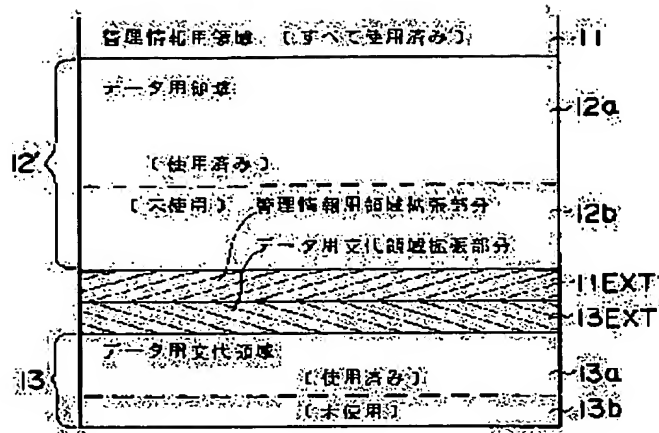 管理情報用領域 〔すべて使用済み〕 11
データ用領域 12a
12'
〔使用済み〕
〔未使用〕 管理情報用領域拡張部分 12b
データ用交代領域拡張部分
11EXT
13EXT
データ用交代領域
13 〔使用済み〕 13a
〔未使用〕 13b